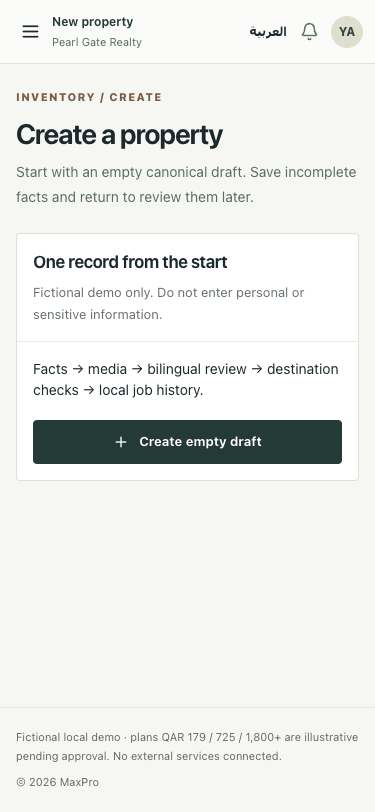 New property
Pearl Gate Realty
العربية
YA
INVENTORY / CREATE
Create a property
Start with an empty canonical draft. Save incomplete
facts and return to review them later.
One record from the start
Fictional demo only. Do not enter personal or
sensitive information.
Facts → media → bilingual review → destination
checks → local job history.
+ Create empty draft
Fictional local demo · plans QAR 179 / 725 / 1,800+ are illustrative
pending approval. No external services connected.
© 2026 MaxPro